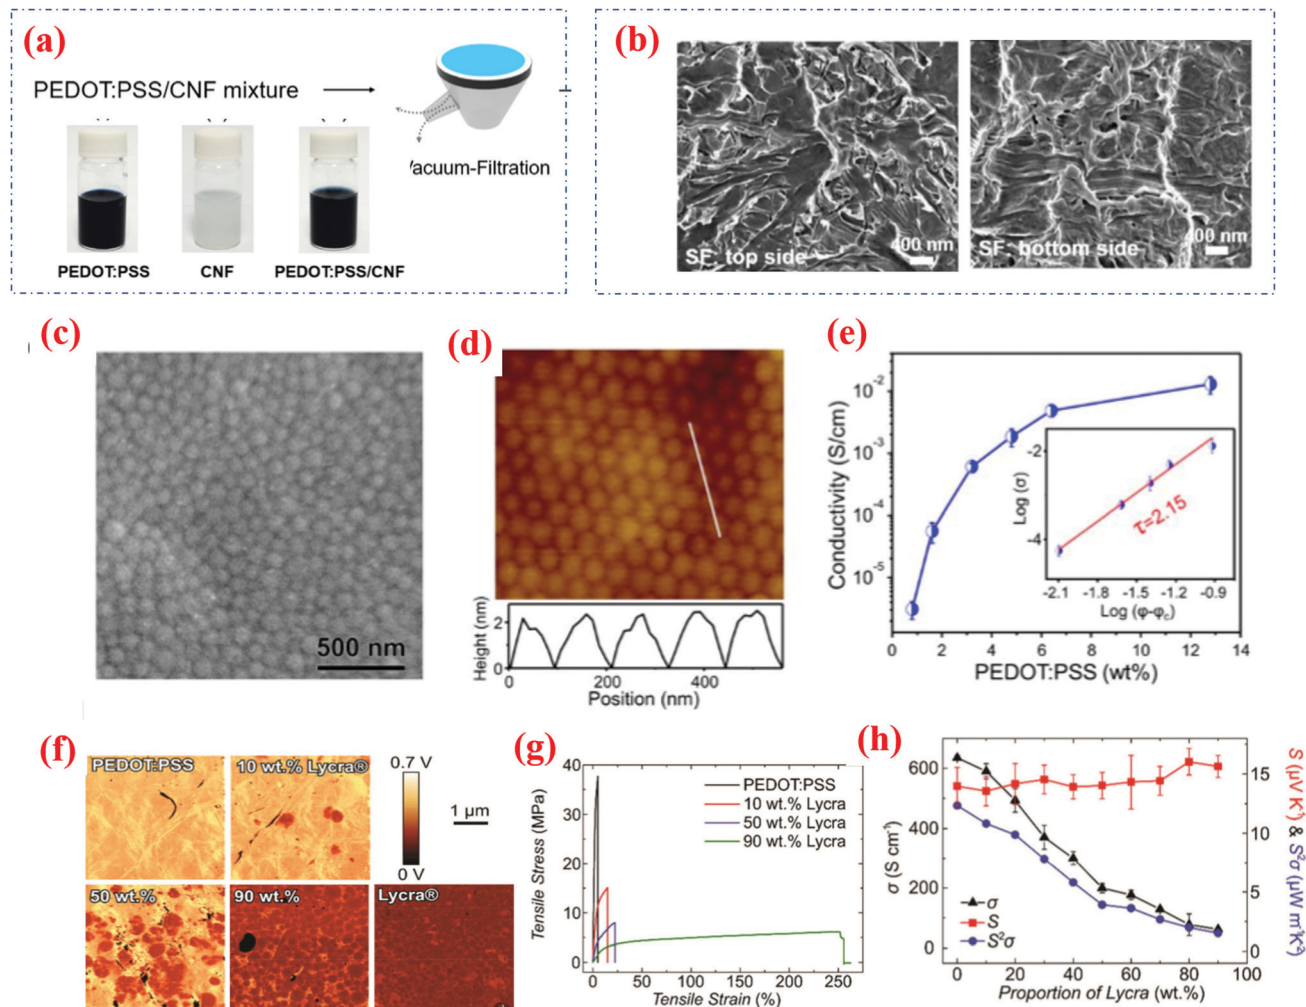 (a)
PEDOT:PSS/CNF mixture
Vacuum-Filtration
PEDOT:PSS
CNF
PEDOT:PSS/CNF
(b)
SF: top side
400 nm
SF: bottom side
400 nm
(c)
500 nm
(d)
Height (nm)
2
0
0
200
400
Position (nm)
(e)
Conductivity (S/cm)
10⁻²
10⁻³
10⁻⁴
10⁻⁵
0
2
4
6
8
10
12
14
PEDOT:PSS (wt%)
Log (σ)
-2
-4
τ=2.15
-2.1
-1.8
-1.5
-1.2
-0.9
Log (φ-φc)
(f)
PEDOT:PSS
10 wt.% Lycra®
0.7 V
0 V
1 μm
50 wt.%
90 wt.%
Lycra®
(g)
Tensile Stress (MPa)
40
35
30
25
20
15
10
5
0
PEDOT:PSS
10 wt.% Lycra
50 wt.% Lycra
90 wt.% Lycra
0
50
100
150
200
250
Tensile Strain (%)
(h)
σ (S cm⁻¹)
600
400
200
0
σ
S
S²σ
15
10
5
0
S (μV K⁻¹) & S²σ (μW m⁻¹K⁻²)
0
20
40
60
80
100
Proportion of Lycra (wt.%)